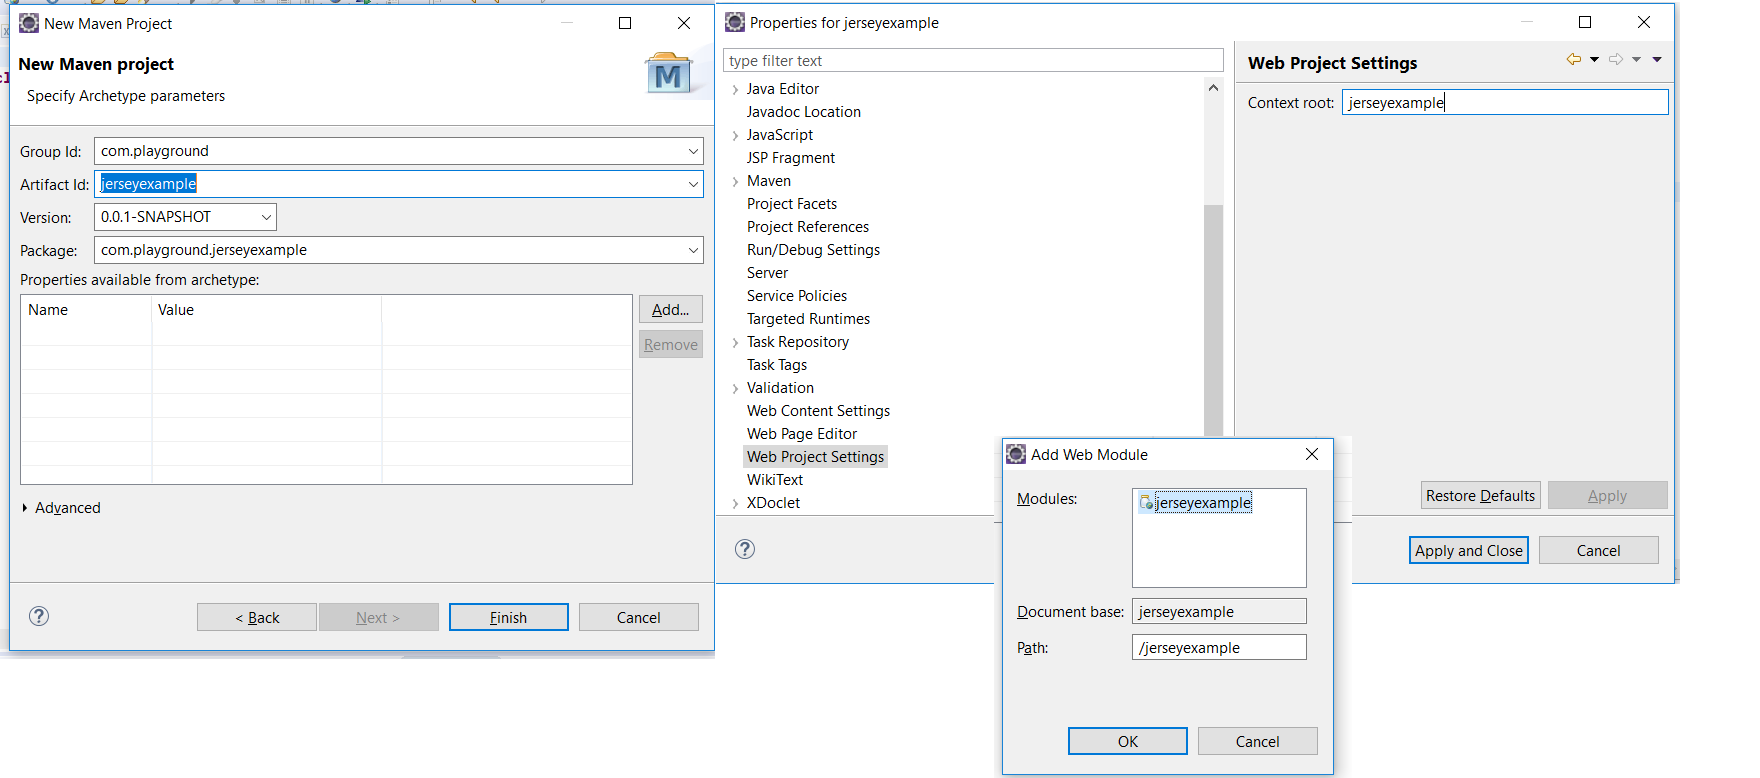 New Maven Project
New Maven project
Specify Archetype parameters
Group Id: com.playground
Artifact Id: jerseyexample
Version: 0.0.1-SNAPSHOT
Package: com.playground.jerseyexample
Properties available from archetype:
Name Value
Add...
Remove
Advanced
< Back Next > Finish Cancel
Properties for jerseyexample
type filter text
Java Editor
Javadoc Location
JavaScript
JSP Fragment
Maven
Project Facets
Project References
Run/Debug Settings
Server
Service Policies
Targeted Runtimes
Task Repository
Task Tags
Validation
Web Content Settings
Web Page Editor
Web Project Settings
WikiText
XDoclet
Web Project Settings
Context root: jerseyexample
Restore Defaults Apply
Apply and Close Cancel
Add Web Module
Modules: jerseyexample
Document base: jerseyexample
Path: /jerseyexample
OK Cancel